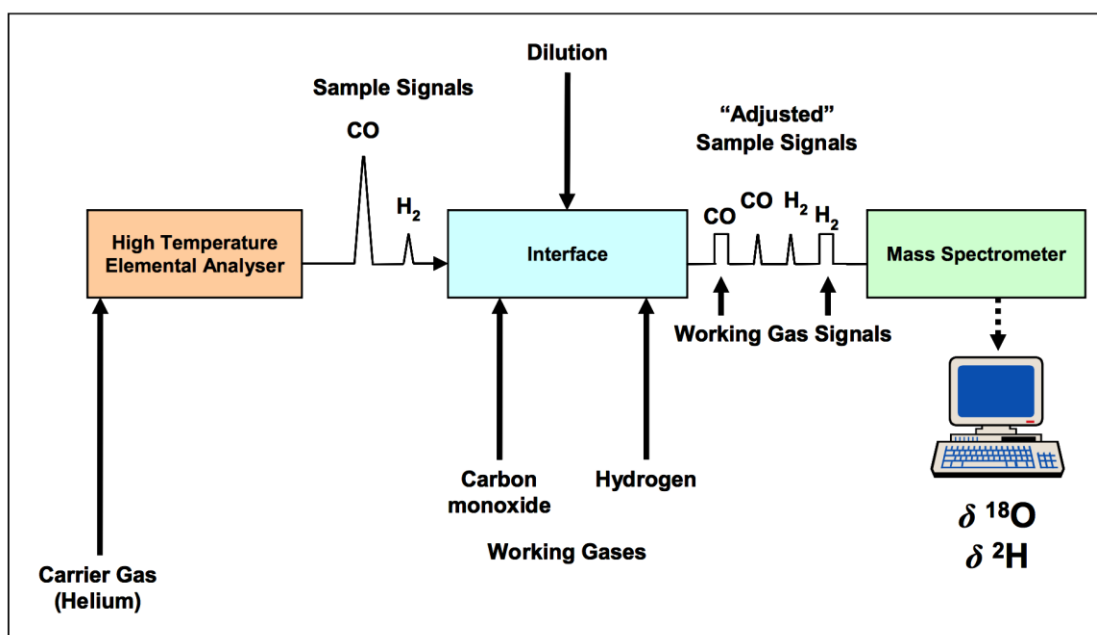 Dilution
Sample Signals
CO
H₂
“Adjusted”
Sample Signals
CO
CO
H₂
H₂
High Temperature
Elemental Analyser
Interface
Mass Spectrometer
Working Gas Signals
Carbon
monoxide
Hydrogen
Working Gases
Carrier Gas
(Helium)
δ ¹⁸O
δ ²H